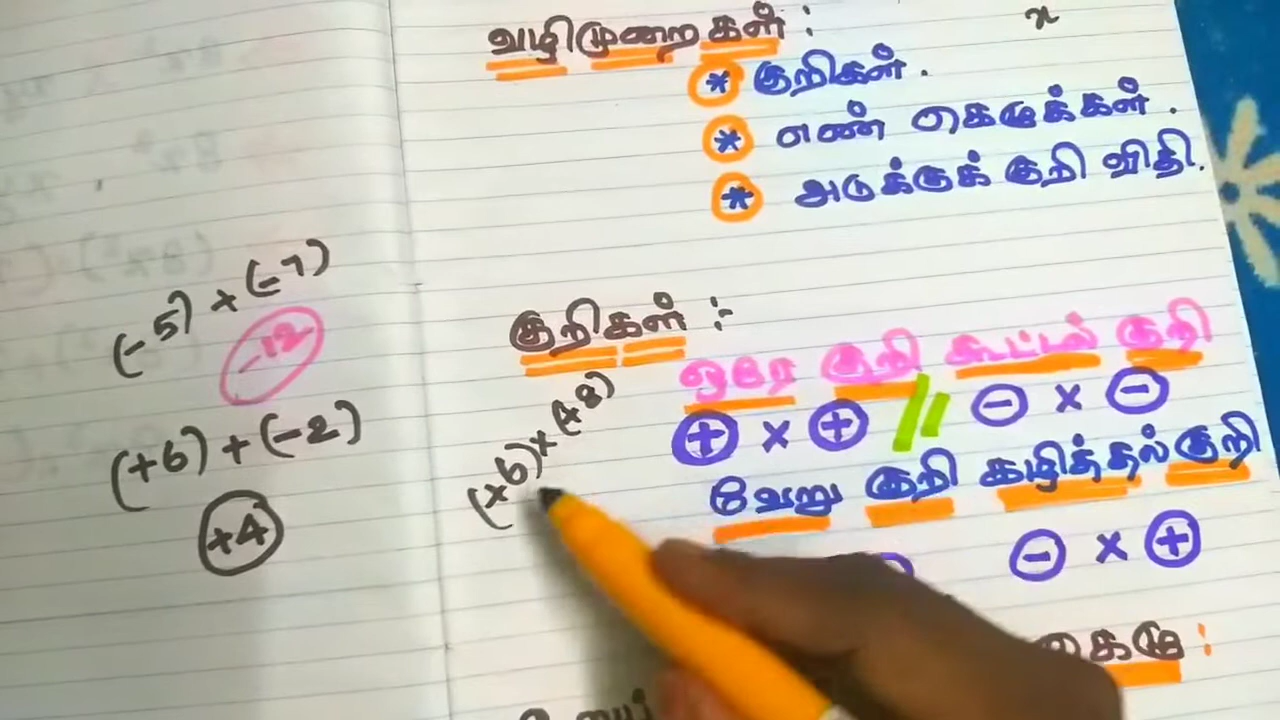 வழிமுறைகள் :
x
* குறிகள்.
* எண் கெழுக்கள்.
* அடுக்குக் குறி விதி.
(-5) + (-7)
-12
(+6) + (-2)
+4
குறிகள் :-
(+6) + (+8)
ஒரே குறி கூட்டல் குறி
+ x + // - x -
வேறு குறி கழித்தல் குறி
- x +
கெழு :